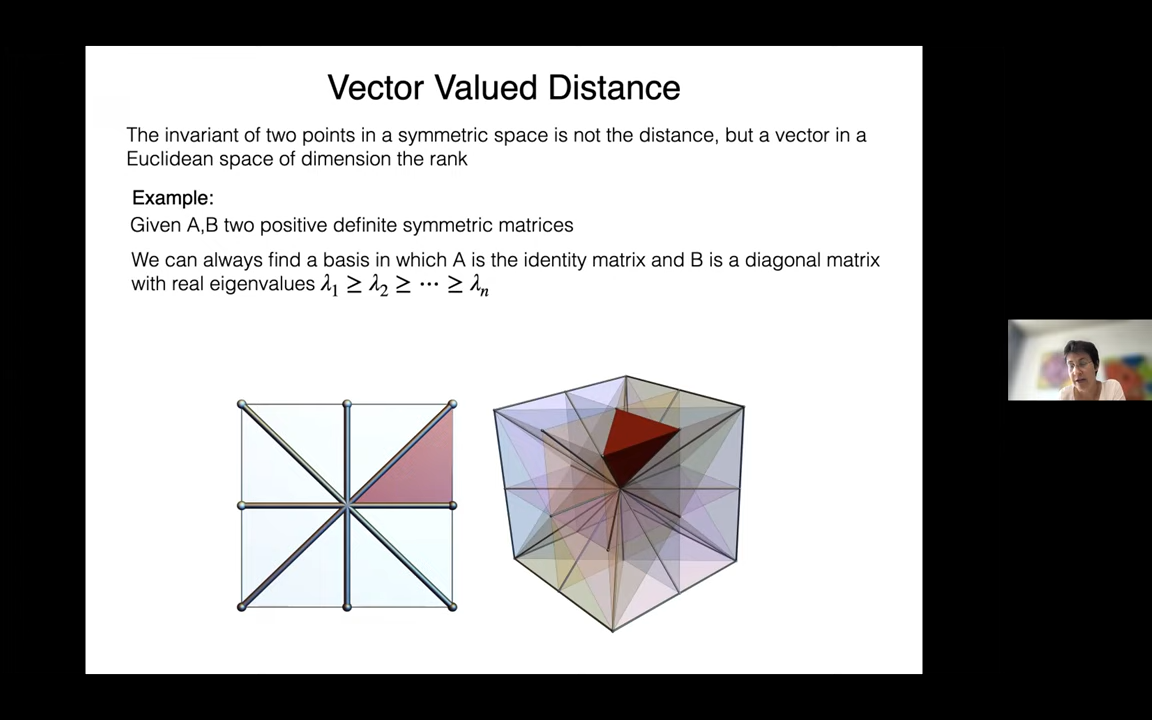 Vector Valued Distance
The invariant of two points in a symmetric space is not the distance, but a vector in a
Euclidean space of dimension the rank
Example:
Given A,B two positive definite symmetric matrices
We can always find a basis in which A is the identity matrix and B is a diagonal matrix
with real eigenvalues λ₁ ≥ λ₂ ≥ ⋯ ≥ λₙ